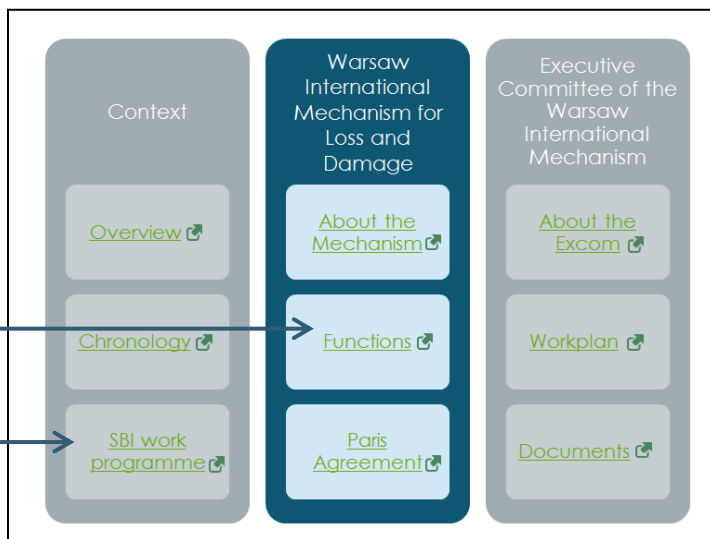 Context
Overview
Chronology
SBI work
programme
Warsaw
International
Mechanism for
Loss and
Damage
About the
Mechanism
Functions
Paris
Agreement
Executive
Committee of the
Warsaw
International
Mechanism
About the
Excom
Workplan
Documents